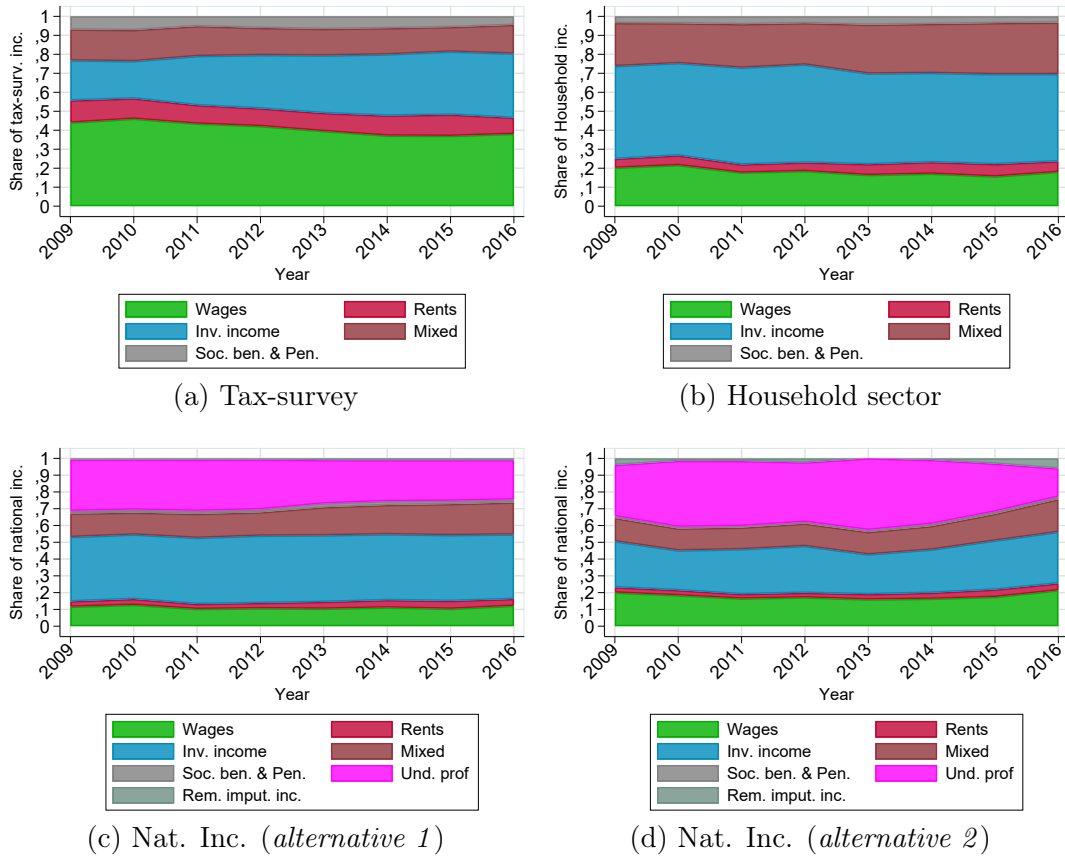 Share of tax-surv. inc.
1
,9
,8
,7
,6
,5
,4
,3
,2
,1
0
2009 2010 2011 2012 2013 2014 2015 2016
Year
Wages Rents
Inv. income Mixed
Soc. ben. & Pen.
(a) Tax-survey
Share of Household inc.
1
,9
,8
,7
,6
,5
,4
,3
,2
,1
0
2009 2010 2011 2012 2013 2014 2015 2016
Year
Wages Rents
Inv. income Mixed
Soc. ben. & Pen.
(b) Household sector
Share of national inc.
1
,9
,8
,7
,6
,5
,4
,3
,2
,1
0
2009 2010 2011 2012 2013 2014 2015 2016
Year
Wages Rents
Inv. income Mixed
Soc. ben. & Pen. Und. prof
Rem. imput. inc.
(c) Nat. Inc. (alternative 1)
Share of national inc.
1
,9
,8
,7
,6
,5
,4
,3
,2
,1
0
2009 2010 2011 2012 2013 2014 2015 2016
Year
Wages Rents
Inv. income Mixed
Soc. ben. & Pen. Und. prof
Rem. imput. inc.
(d) Nat. Inc. (alternative 2)